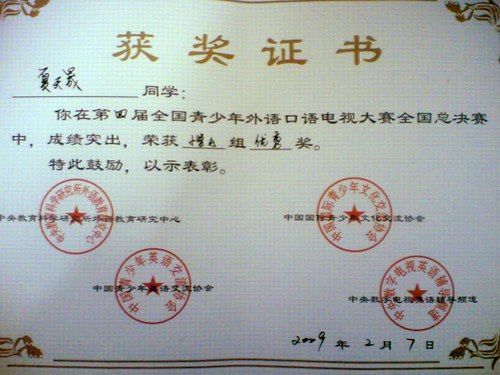 获奖证书
夏天晟 同学：
你在第四届全国青少年外语口语电视大赛全国总决赛
中，成绩突出，荣获 组 优秀 奖。
特此鼓励，以示表彰。
中央教育科学研究所外语教育研究中心
中国国际青少年文化交流协会
中国青少年英语交流协会
中央数字电视英语辅导频道
2009 年 2 月 7 日